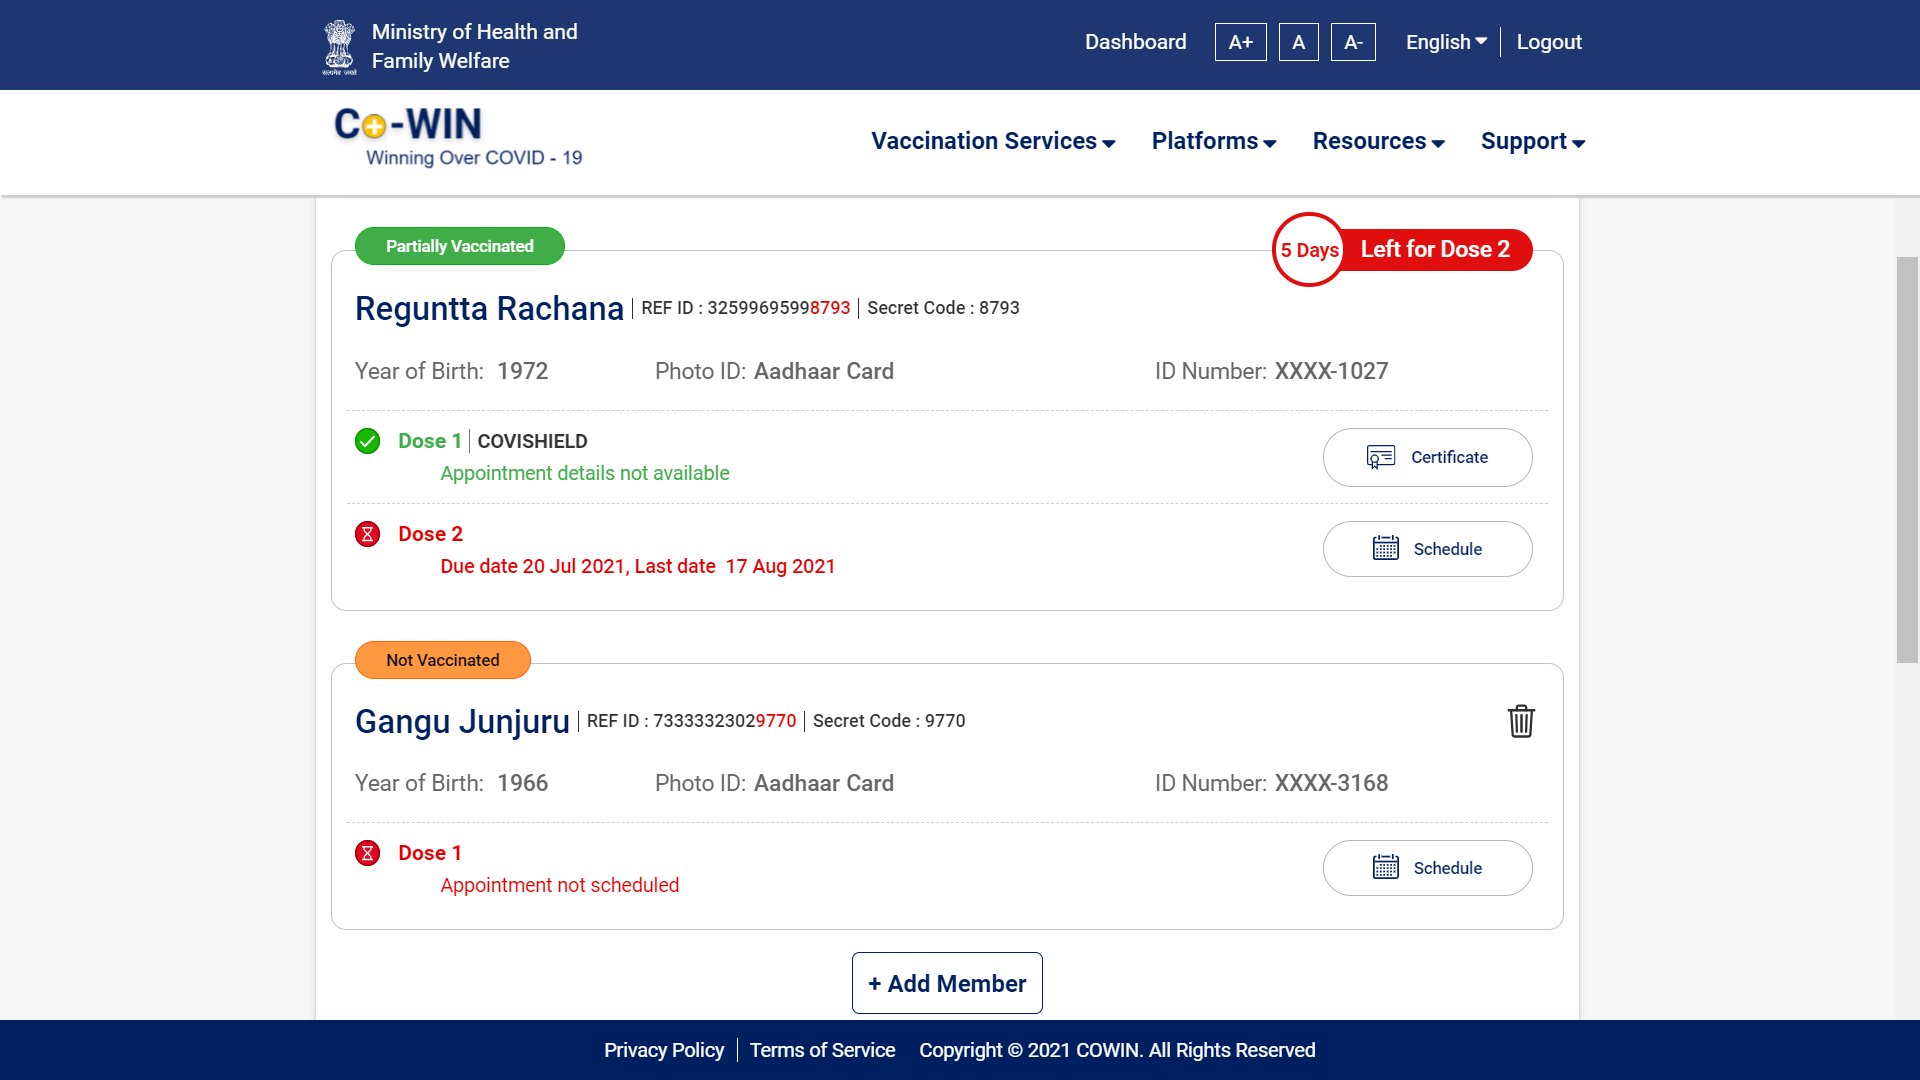 Ministry of Health and
Family Welfare
सत्यमेव जयते
Dashboard A+ A A- English Logout
Co-WIN
Winning Over COVID - 19
Vaccination Services Platforms Resources Support
Partially Vaccinated
5 Days Left for Dose 2
Reguntta Rachana REF ID : 32599695998793 Secret Code : 8793
Year of Birth: 1972 Photo ID: Aadhaar Card ID Number: XXXX-1027
Dose 1 COVISHIELD
Appointment details not available
Certificate
Dose 2
Due date 20 Jul 2021, Last date 17 Aug 2021
Schedule
Not Vaccinated
Gangu Junjuru REF ID : 73333323029770 Secret Code : 9770
Year of Birth: 1966 Photo ID: Aadhaar Card ID Number: XXXX-3168
Dose 1
Appointment not scheduled
Schedule
+ Add Member
Privacy Policy Terms of Service Copyright © 2021 COWIN. All Rights Reserved